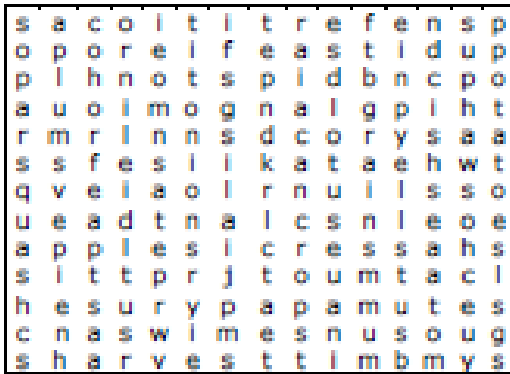 s a c o i t i t r e f e n s p
o p o r e i f e a s t i d u p
p l h n o t s p i d b n c p o
a u o i m o g n a l g p i h t
r m r l n n s d c o r y s a a
s s f e s i i k a t a e h w t
q v e i a o l r n u i l s s o
u e a d t n a l c s n l e o e
a p p l e s i c r e s s a h s
s i t t p r j t o u m t a c l
h e s u r y p a p a m u t e s
c n a s w i m e s n u s o u g
s h a r v e s t t i m b m y s